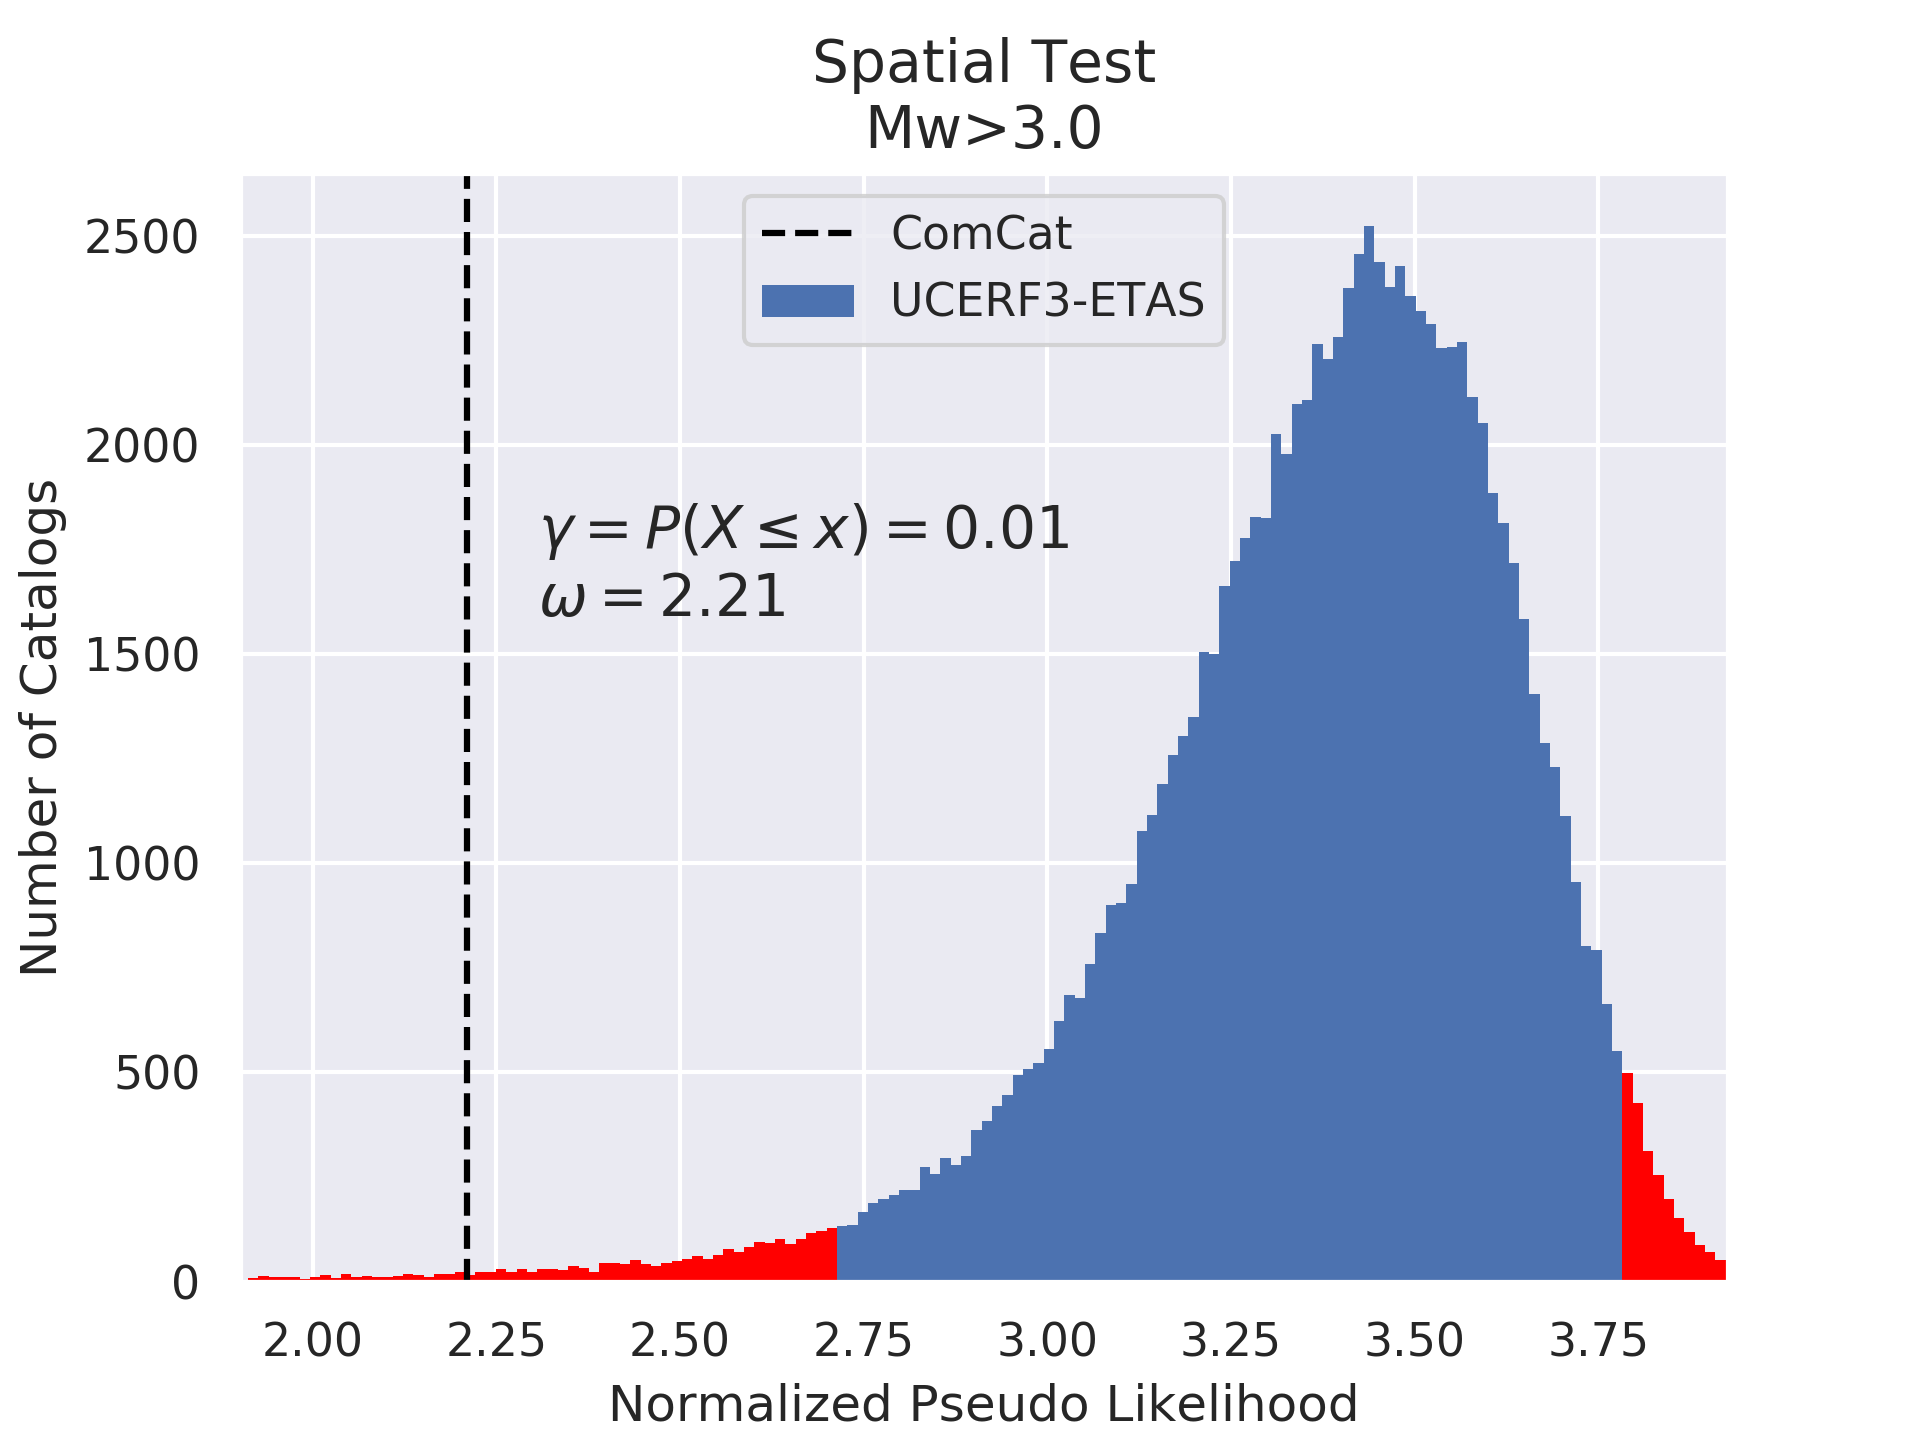 Spatial Test
Mw>3.0
ComCat
UCERF3-ETAS
γ = P(X ≤ x) = 0.01
ω = 2.21
Number of Catalogs
2500
2000
1500
1000
500
0
2.00 2.25 2.50 2.75 3.00 3.25 3.50 3.75
Normalized Pseudo Likelihood